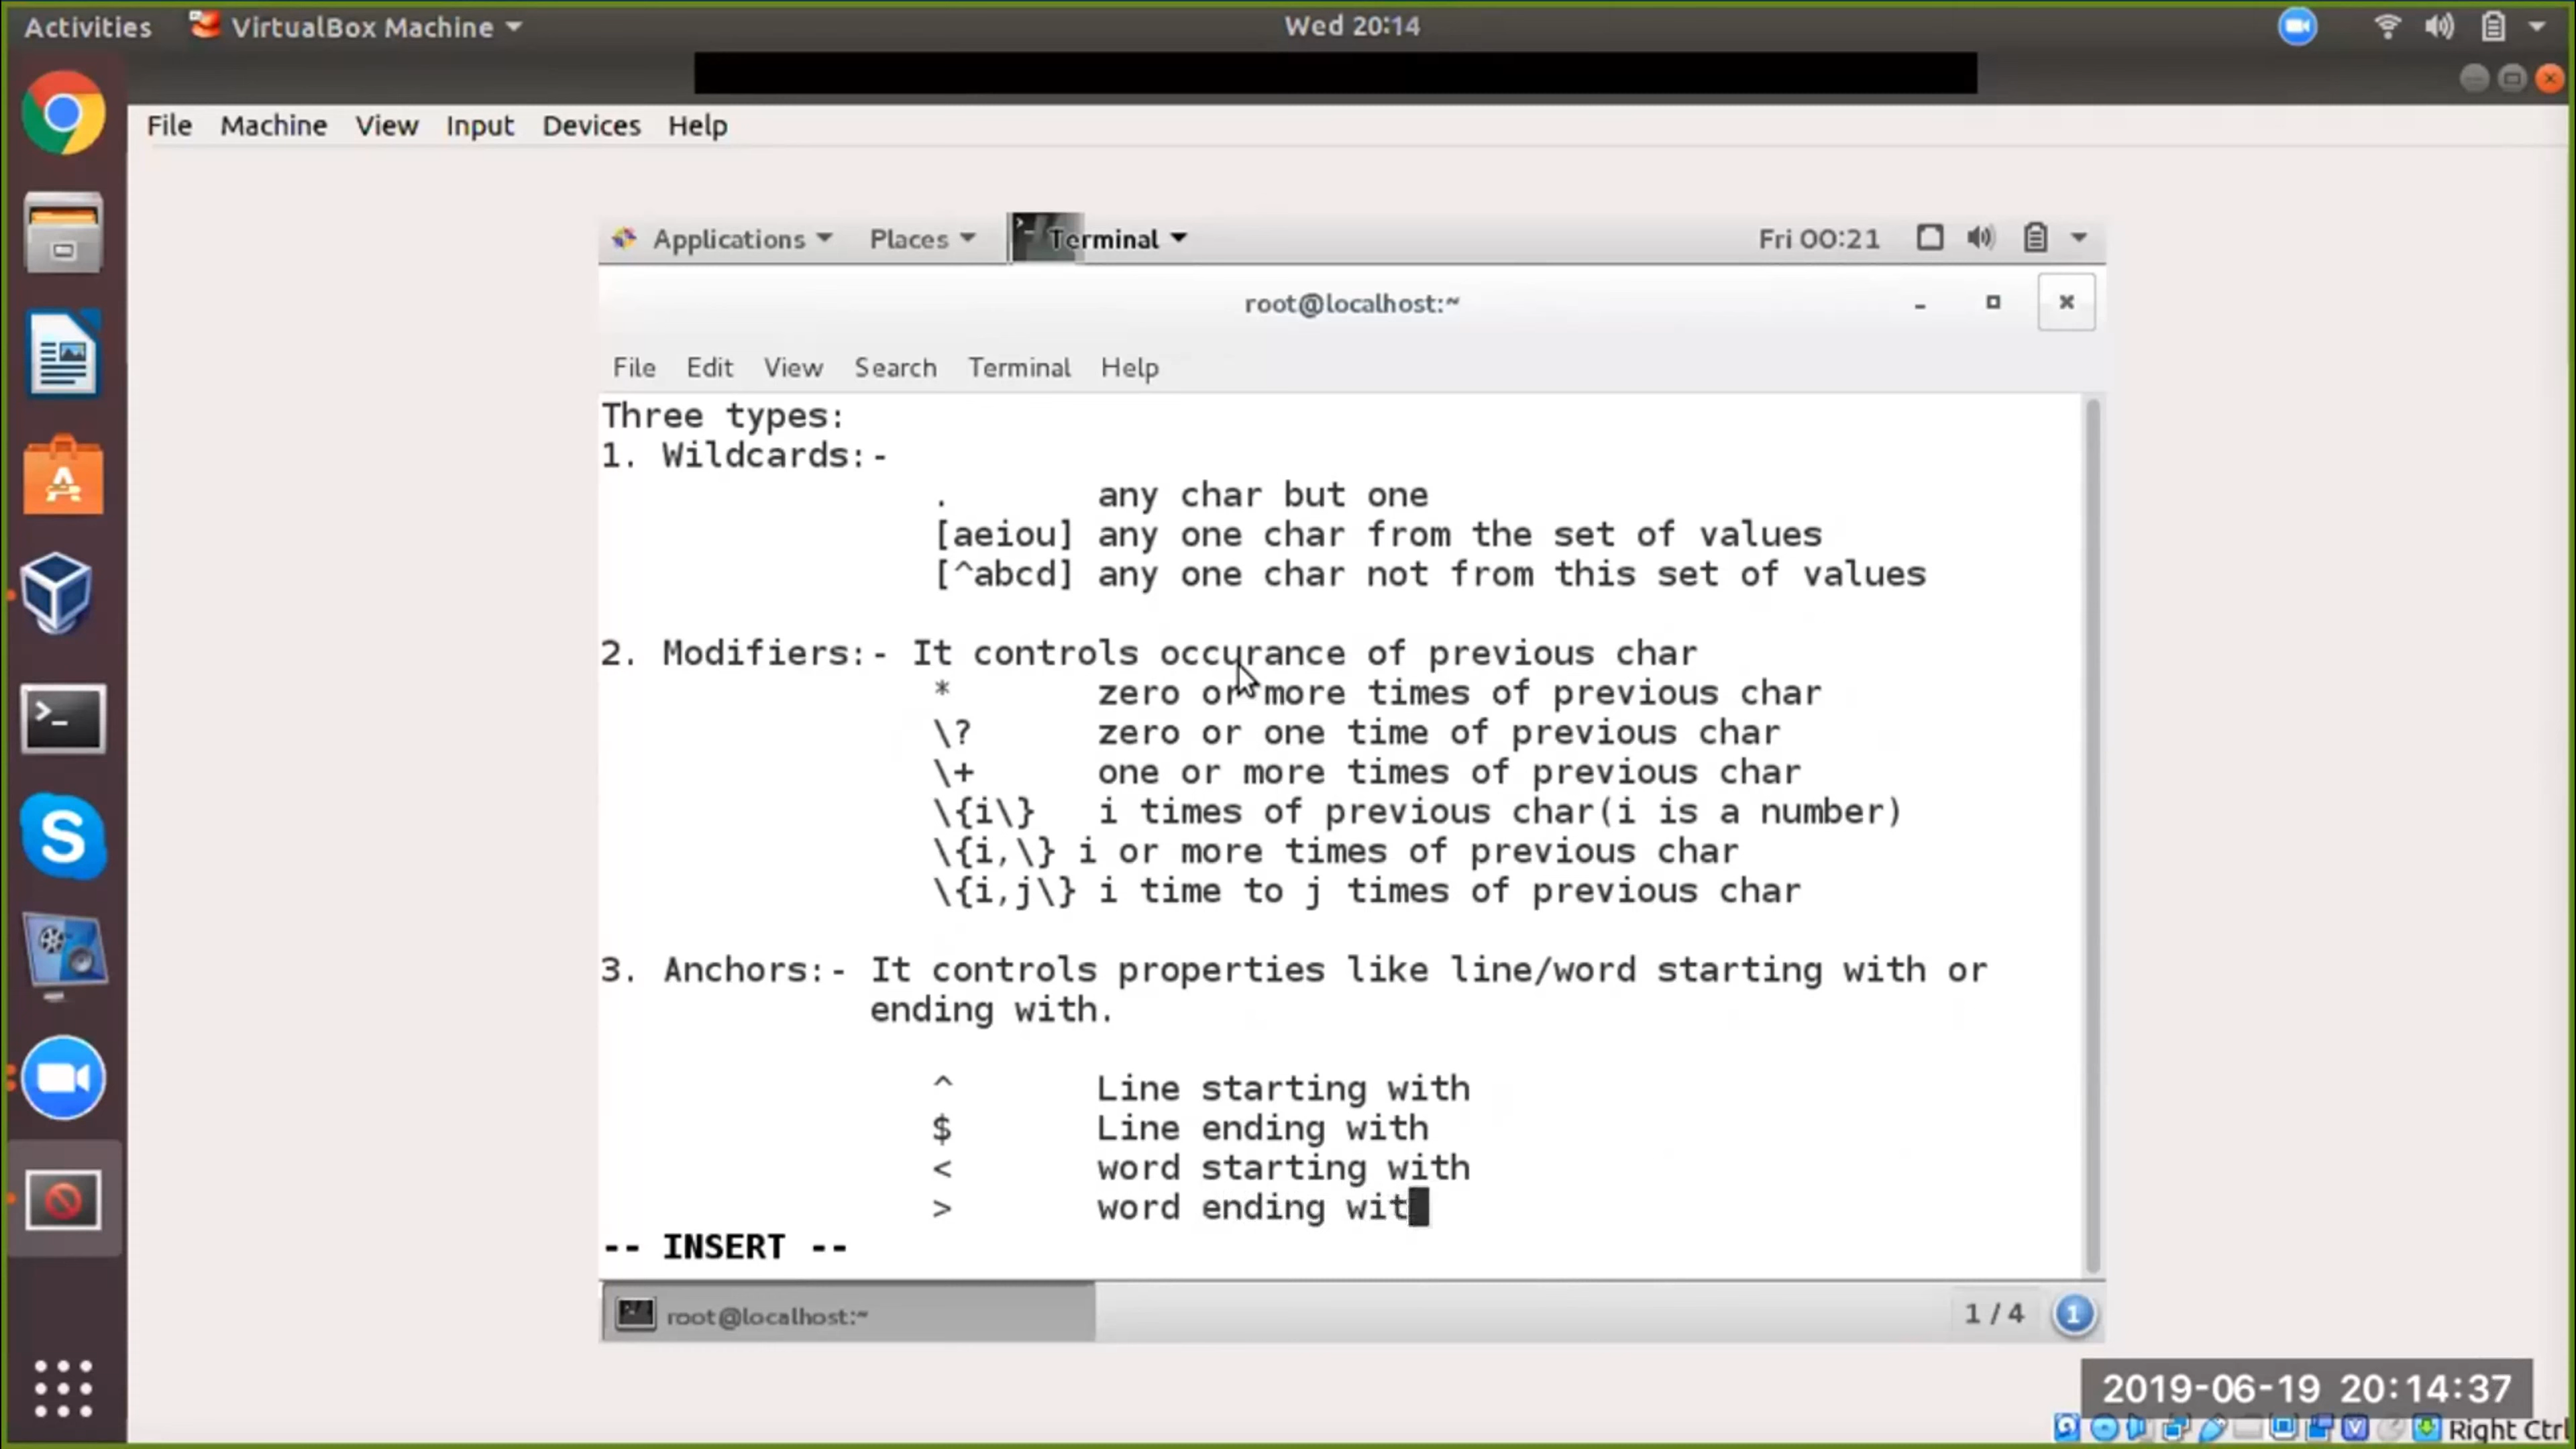 Activities VirtualBox Machine Wed 20:14
File Machine View Input Devices Help
Applications Places Terminal Fri 00:21
root@localhost:~
File Edit View Search Terminal Help
Three types:
1. Wildcards:-
. any char but one
[aeiou] any one char from the set of values
[^abcd] any one char not from this set of values
2. Modifiers:- It controls occurance of previous char
* zero or more times of previous char
\? zero or one time of previous char
\+ one or more times of previous char
\{i\} i times of previous char(i is a number)
\{i,\} i or more times of previous char
\{i,j\} i time to j times of previous char
3. Anchors:- It controls properties like line/word starting with or
ending with.
^ Line starting with
$ Line ending with
< word starting with
> word ending wit
-- INSERT --
root@localhost:~ 1 / 4 1
2019-06-19 20:14:37
Right Ctrl